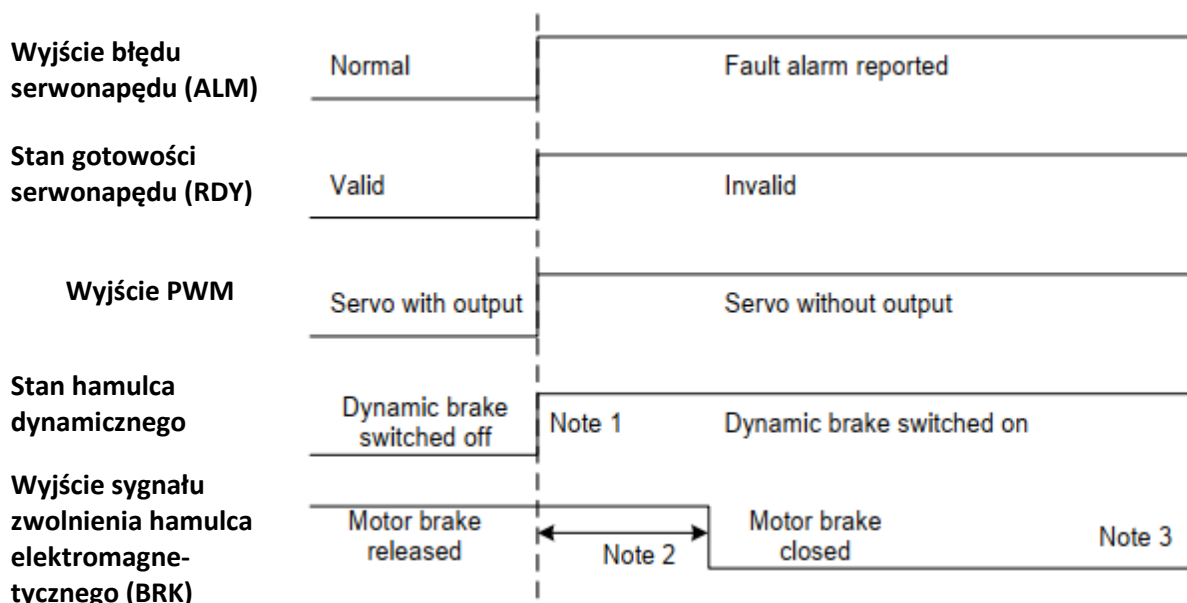 Wyjście błędu
serwonapędu (ALM)
Normal
Fault alarm reported
Stan gotowości
serwonapędu (RDY)
Valid
Invalid
Wyjście PWM
Servo with output
Servo without output
Stan hamulca
dynamicznego
Dynamic brake
switched off
Note 1
Dynamic brake switched on
Wyjście sygnału
zwolnienia hamulca
elektromagne-
tycznego (BRK)
Motor brake
released
Note 2
Motor brake
closed
Note 3